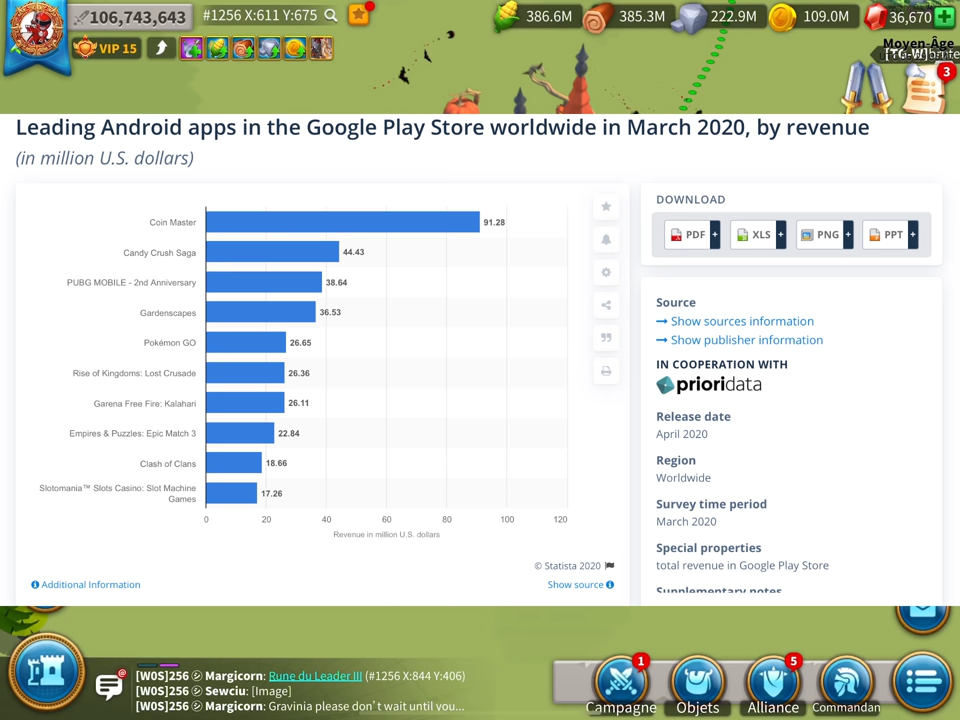 106,743,643
#1256 X:611 Y:675
386.6M
385.3M
222.9M
109.0M
36,670
VIP 15
Moyen-Âge
3
Leading Android apps in the Google Play Store worldwide in March 2020, by revenue
(in million U.S. dollars)
Coin Master 91.28
Candy Crush Saga 44.43
PUBG MOBILE - 2nd Anniversary 38.64
Gardenscapes 36.53
Pokémon GO 26.65
Rise of Kingdoms: Lost Crusade 26.36
Garena Free Fire: Kalahari 26.11
Empires & Puzzles: Epic Match 3 22.84
Clash of Clans 18.66
Slotomania™ Slots Casino: Slot Machine
Games 17.26
0 20 40 60 80 100 120
Revenue in million U.S. dollars
© Statista 2020
Additional Information
Show source
DOWNLOAD
PDF + XLS + PNG + PPT +
Source
→ Show sources information
→ Show publisher information
IN COOPERATION WITH
prioridata
Release date
April 2020
Region
Worldwide
Survey time period
March 2020
Special properties
total revenue in Google Play Store
Supplementary notes
[W0S]256 Margicorn: Rune du Leader III (#1256 X:844 Y:406)
[W0S]256 Sewciu: [Image]
[W0S]256 Margicorn: Gravinia please don't wait until you...
1
5
Campagne
Objets
Alliance
Commandan